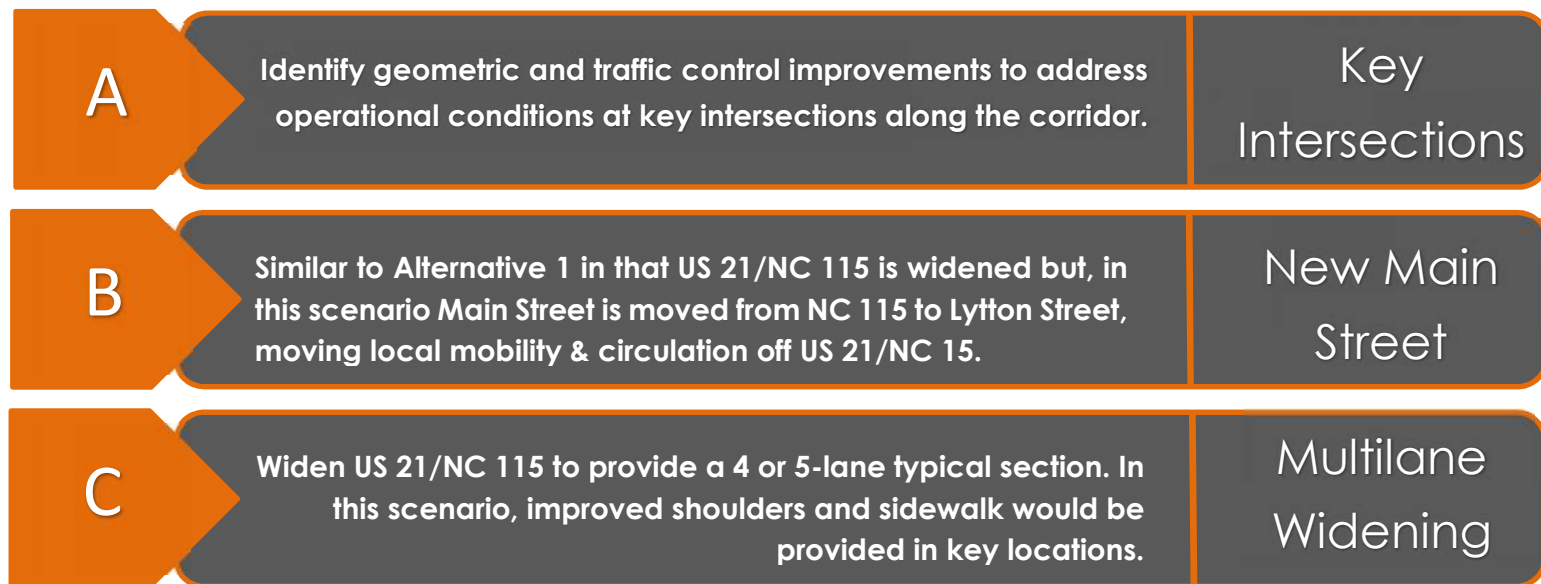 A
Identify geometric and traffic control improvements to address
operational conditions at key intersections along the corridor.
Key
Intersections
B
Similar to Alternative 1 in that US 21/NC 115 is widened but, in
this scenario Main Street is moved from NC 115 to Lytton Street,
moving local mobility & circulation off US 21/NC 15.
New Main
Street
C
Widen US 21/NC 115 to provide a 4 or 5-lane typical section. In
this scenario, improved shoulders and sidewalk would be
provided in key locations.
Multilane
Widening